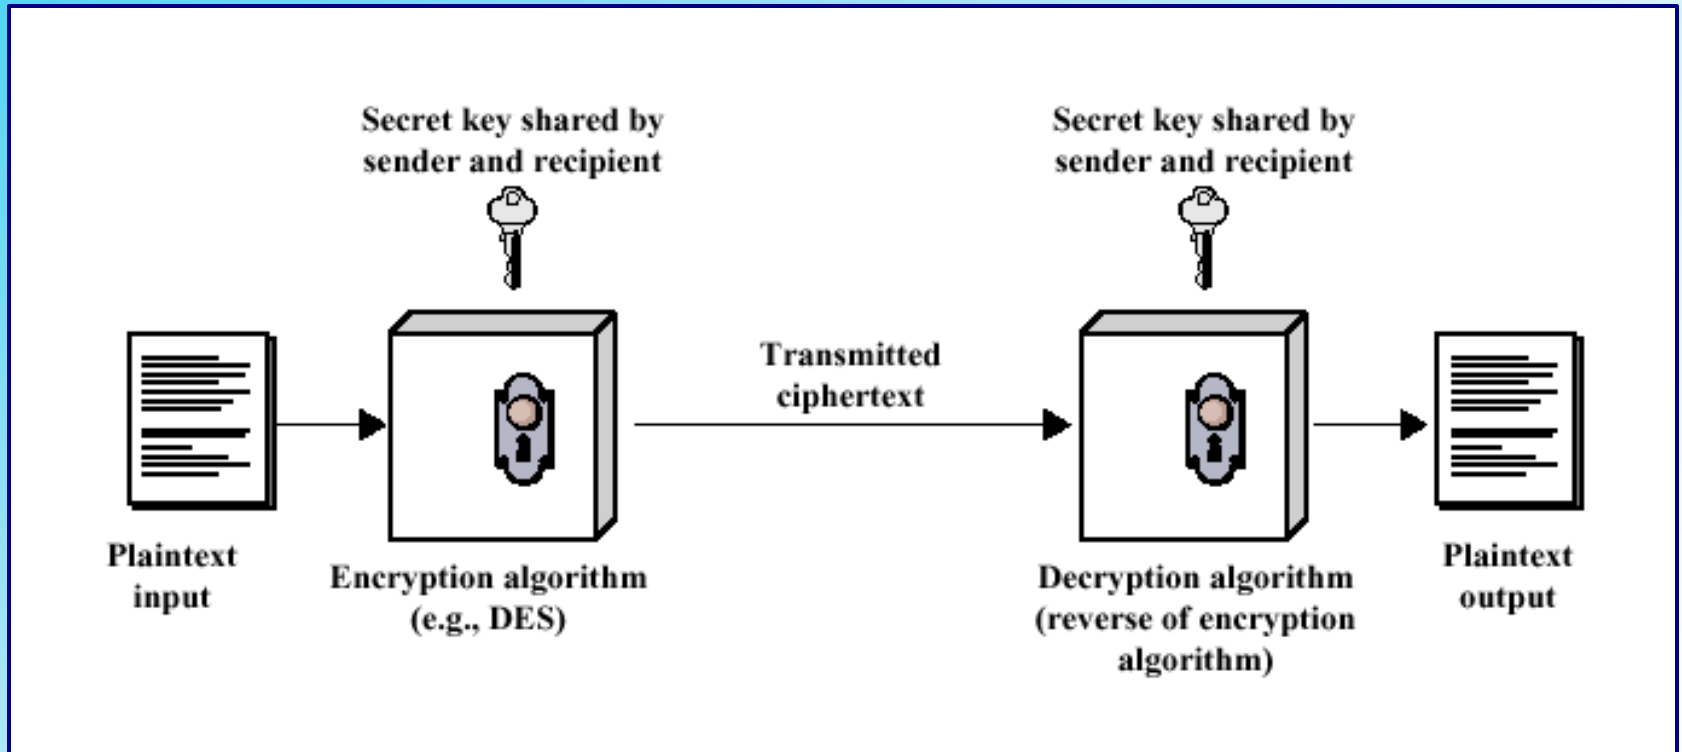 Secret key shared by
sender and recipient
Secret key shared by
sender and recipient
Transmitted
ciphertext
Plaintext
input
Encryption algorithm
(e.g., DES)
Decryption algorithm
(reverse of encryption
algorithm)
Plaintext
output